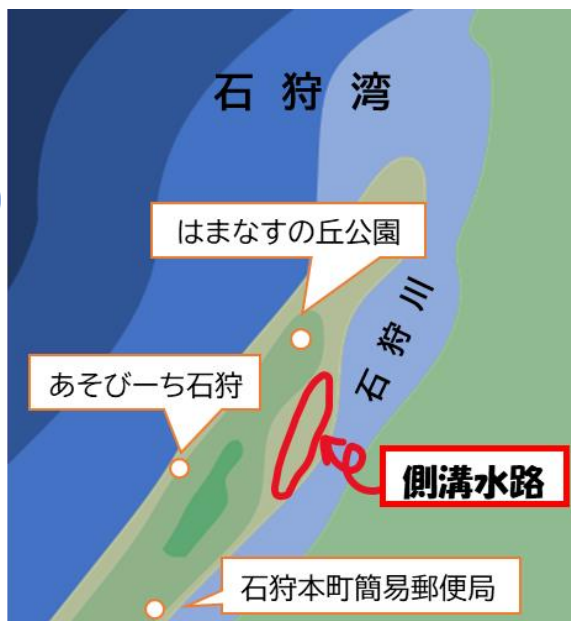 石狩湾
はまなすの丘公園
石狩川
あそびーち石狩
側溝水路
石狩本町簡易郵便局